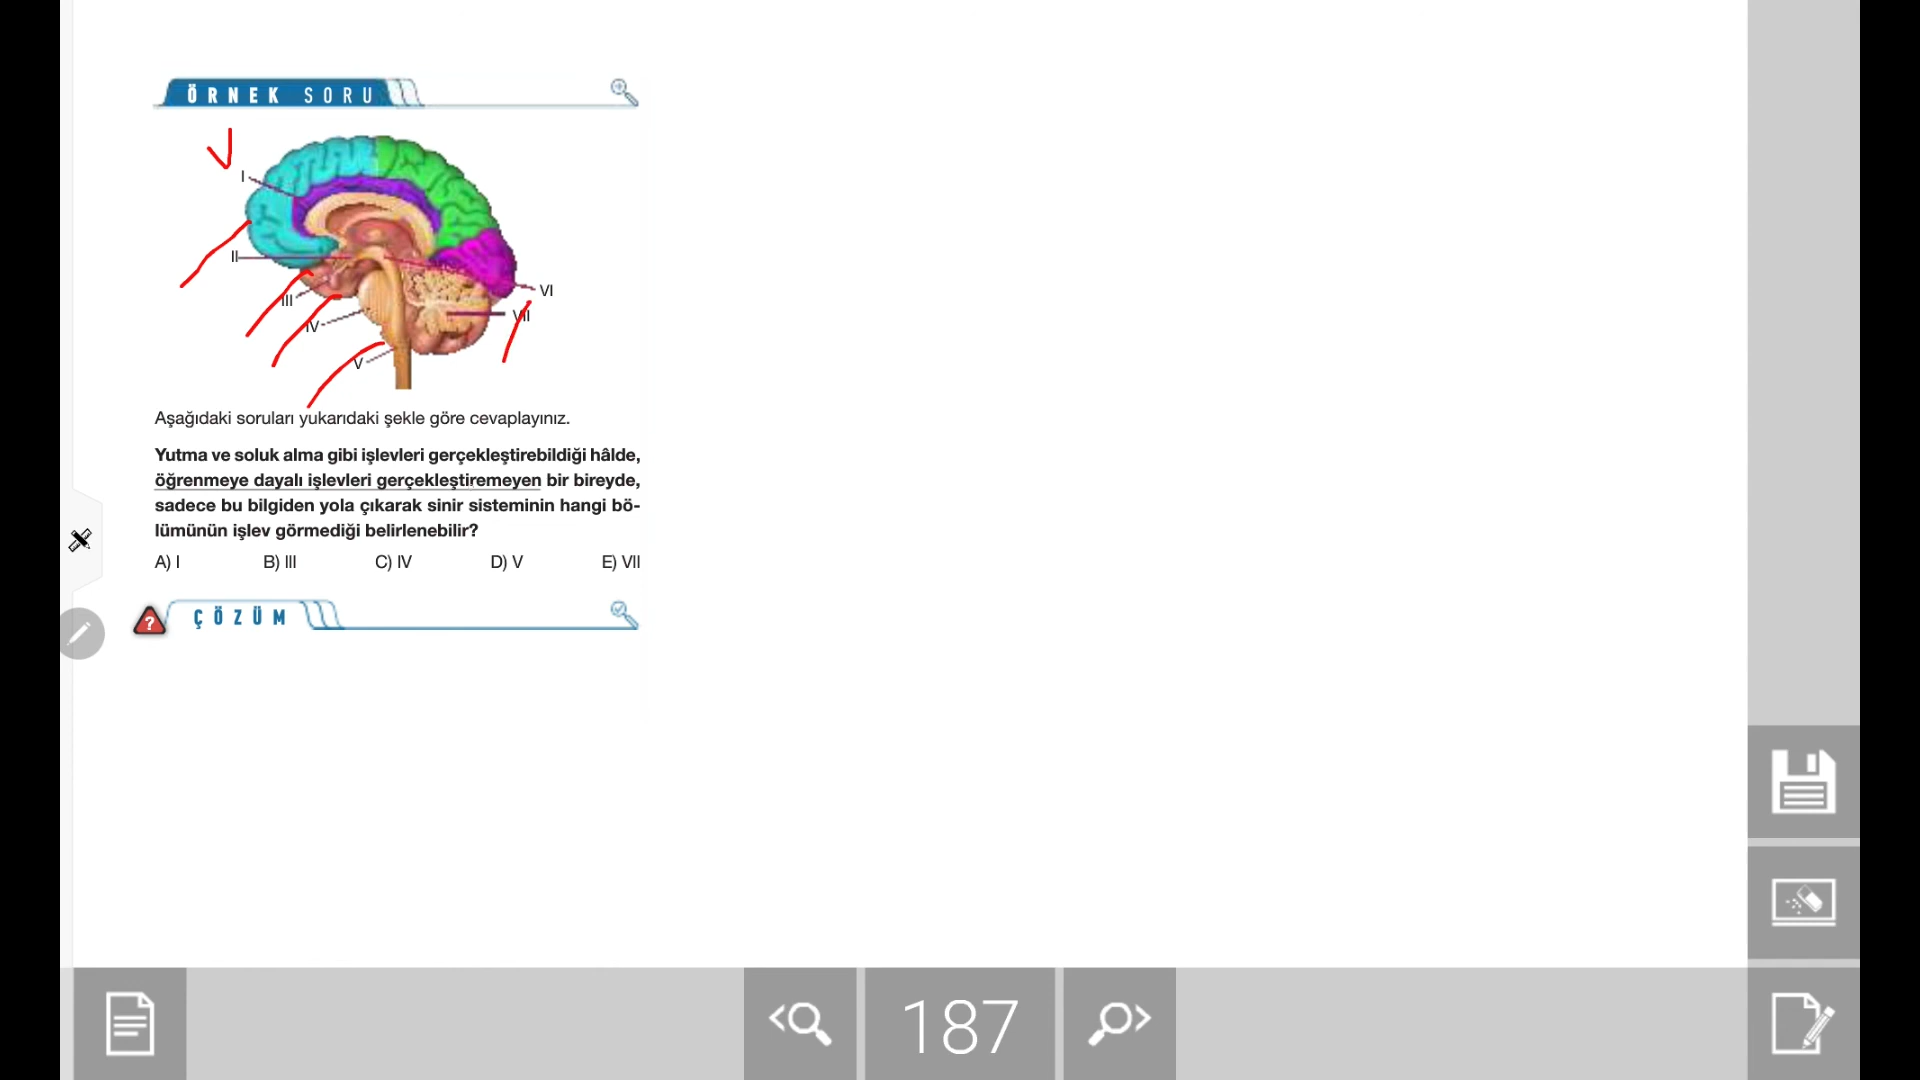 ÖRNEK SORU
I
II
III
IV
V
VI
VII
Aşağıdaki soruları yukarıdaki şekle göre cevaplayınız.
Yutma ve soluk alma gibi işlevleri gerçekleştirebildiği hâlde,
öğrenmeye dayalı işlevleri gerçekleştiremeyen bir bireyde,
sadece bu bilgiden yola çıkarak sinir sisteminin hangi bö-
lümünün işlev görmediği belirlenebilir?
A) I B) III C) IV D) V E) VII
? ÇÖZÜM
187